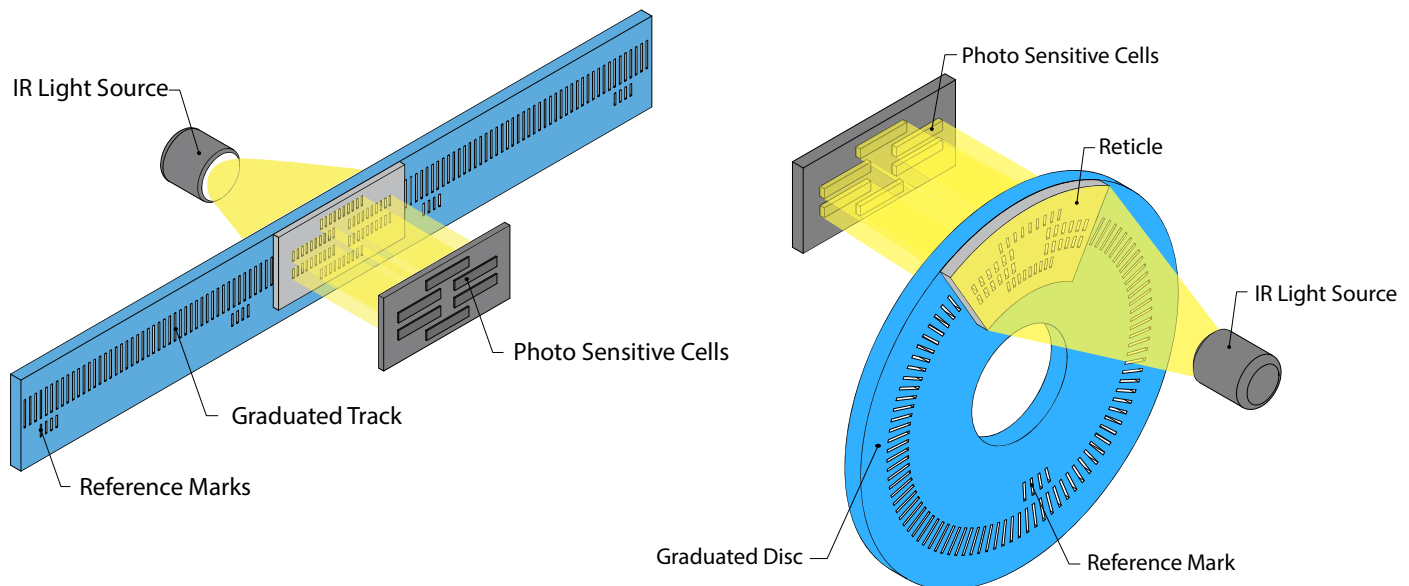 IR Light Source
Graduated Track
Reference Marks
Photo Sensitive Cells
Photo Sensitive Cells
Reticle
IR Light Source
Graduated Disc
Reference Mark